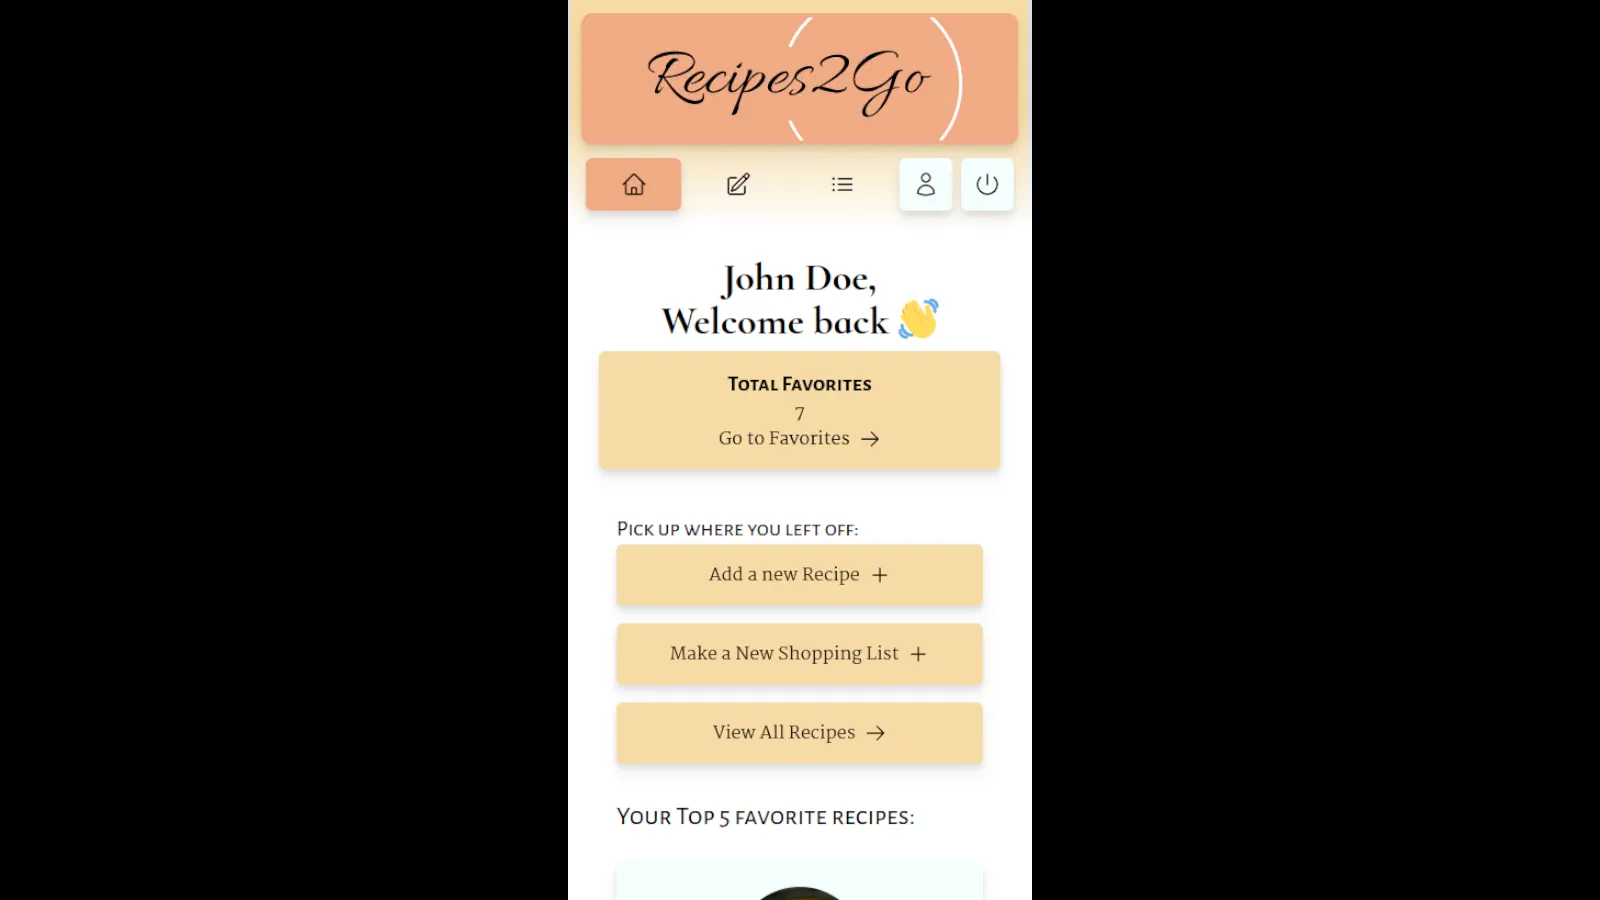 Recipes2Go
John Doe,
Welcome back 👋
Total Favorites
7
Go to Favorites →
Pick up where you left off:
Add a new Recipe +
Make a New Shopping List +
View All Recipes →
Your Top 5 favorite recipes: